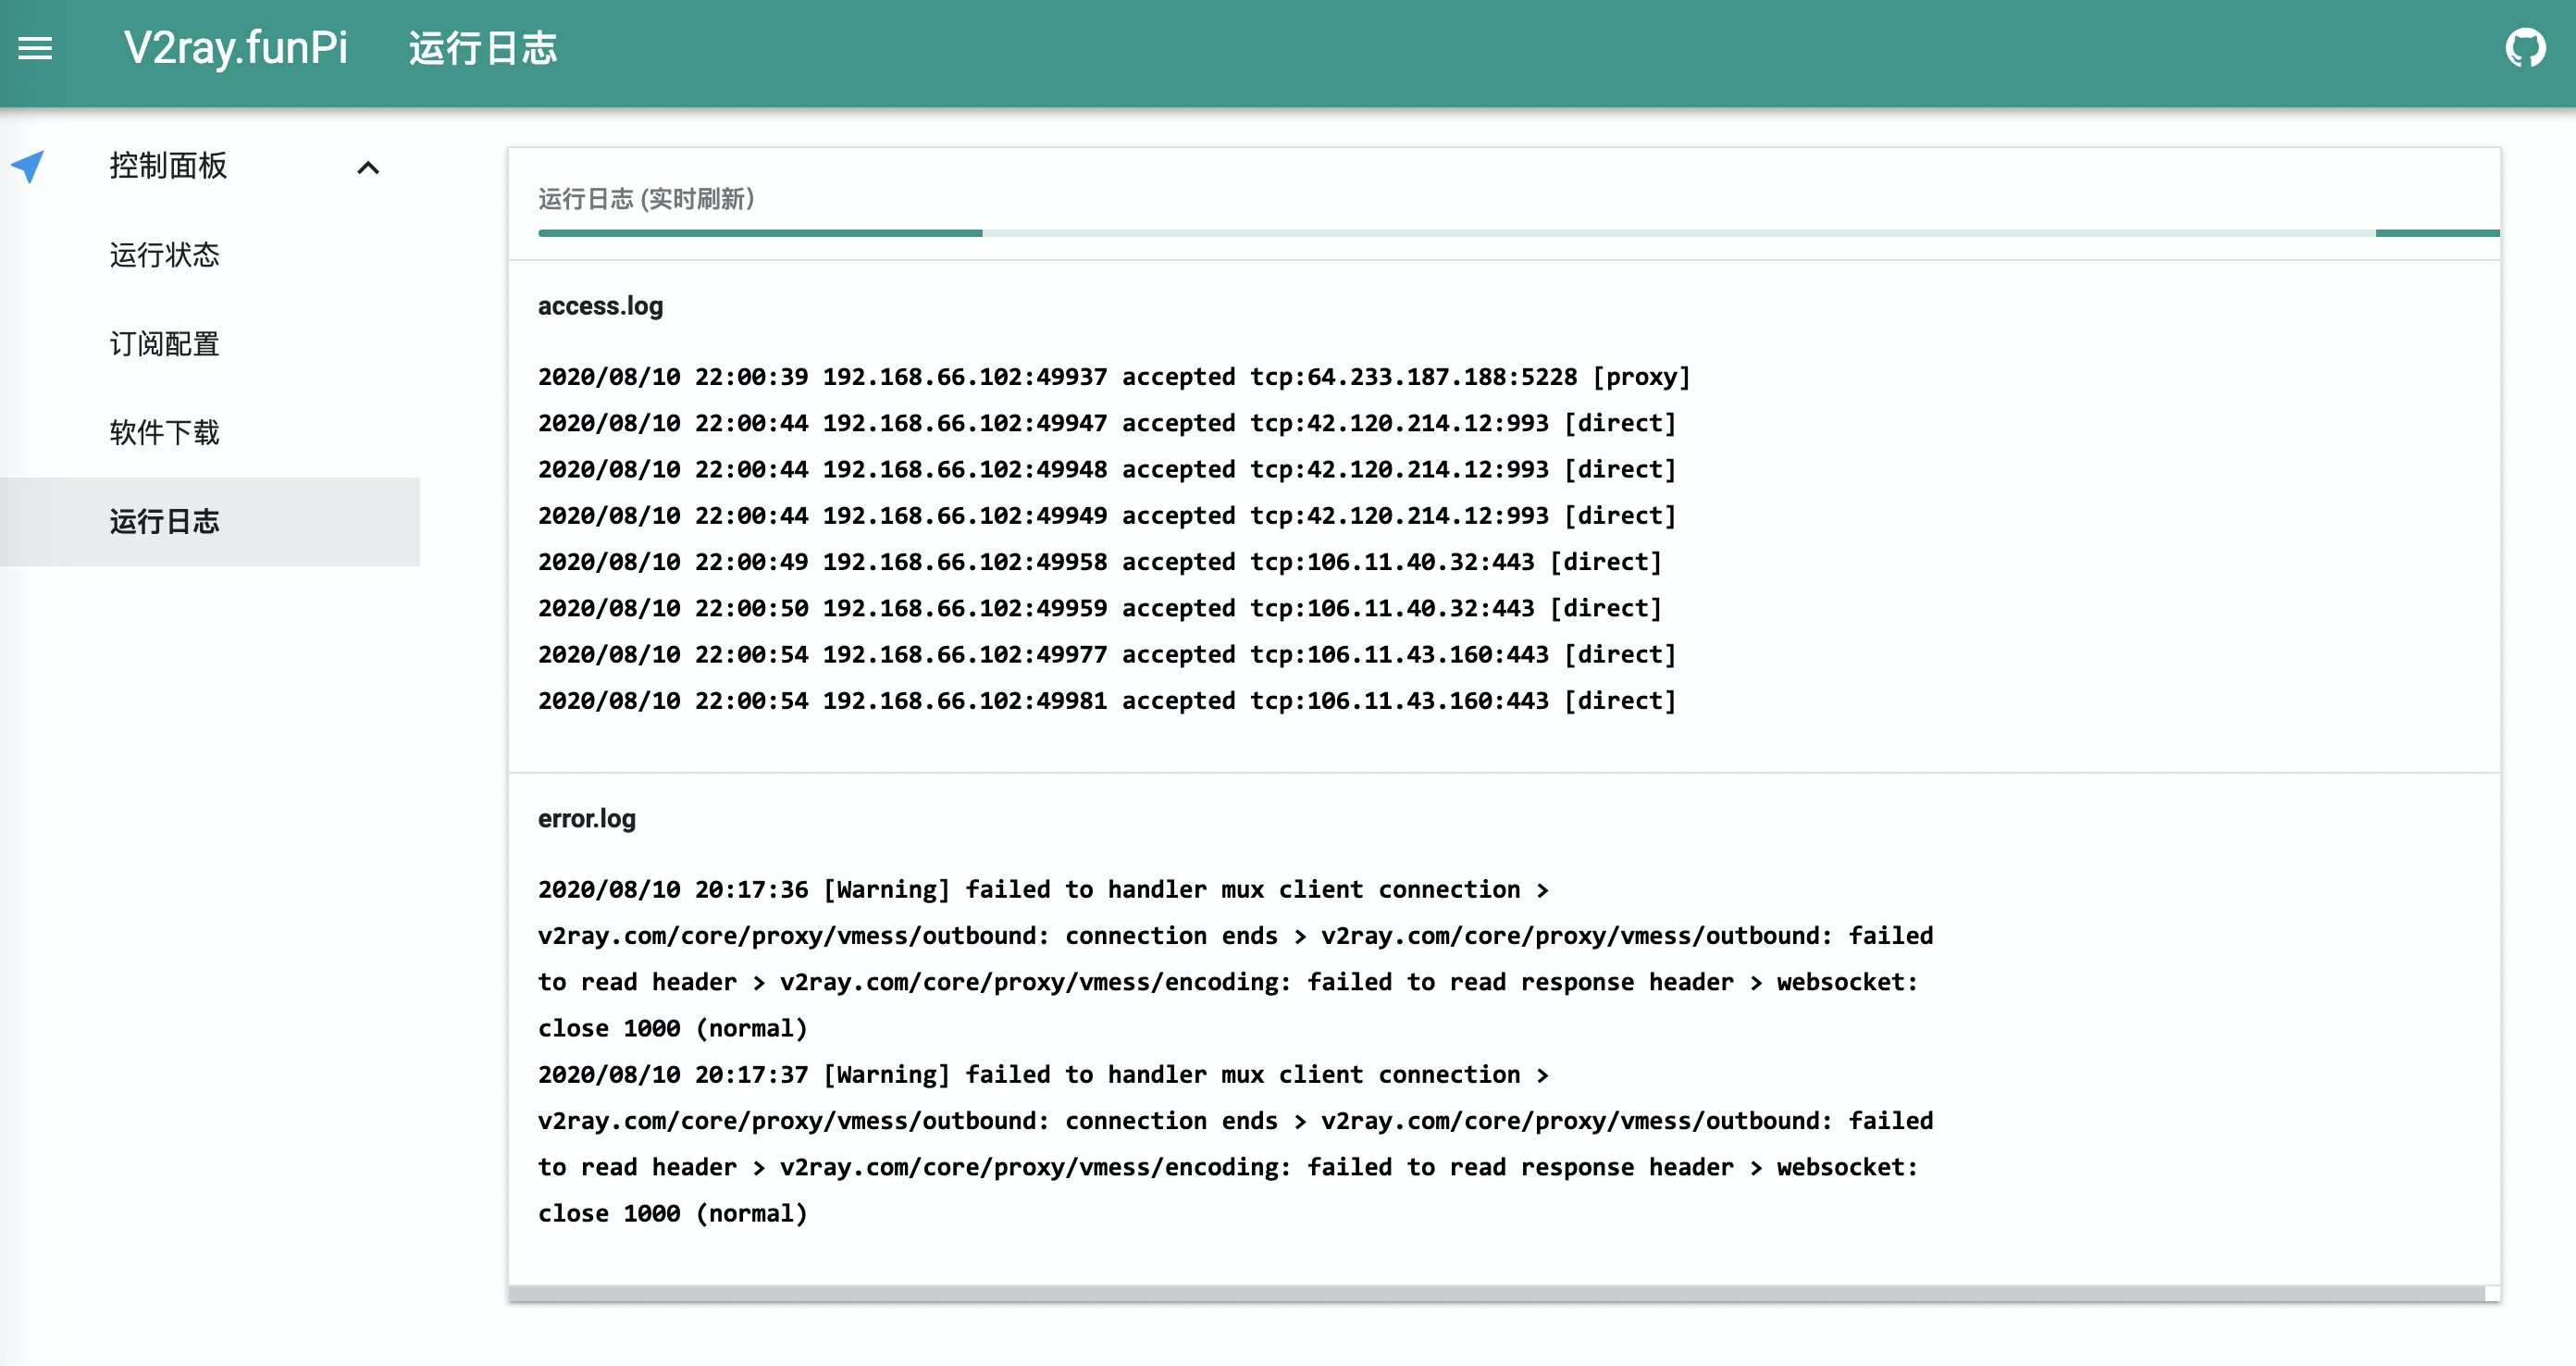 V2ray.funPi 运行日志
控制面板
运行状态
订阅配置
软件下载
运行日志
运行日志 (实时刷新)
access.log
2020/08/10 22:00:39 192.168.66.102:49937 accepted tcp:64.233.187.188:5228 [proxy]
2020/08/10 22:00:44 192.168.66.102:49947 accepted tcp:42.120.214.12:993 [direct]
2020/08/10 22:00:44 192.168.66.102:49948 accepted tcp:42.120.214.12:993 [direct]
2020/08/10 22:00:44 192.168.66.102:49949 accepted tcp:42.120.214.12:993 [direct]
2020/08/10 22:00:49 192.168.66.102:49958 accepted tcp:106.11.40.32:443 [direct]
2020/08/10 22:00:50 192.168.66.102:49959 accepted tcp:106.11.40.32:443 [direct]
2020/08/10 22:00:54 192.168.66.102:49977 accepted tcp:106.11.43.160:443 [direct]
2020/08/10 22:00:54 192.168.66.102:49981 accepted tcp:106.11.43.160:443 [direct]
error.log
2020/08/10 20:17:36 [Warning] failed to handler mux client connection >
v2ray.com/core/proxy/vmess/outbound: connection ends > v2ray.com/core/proxy/vmess/outbound: failed
to read header > v2ray.com/core/proxy/vmess/encoding: failed to read response header > websocket:
close 1000 (normal)
2020/08/10 20:17:37 [Warning] failed to handler mux client connection >
v2ray.com/core/proxy/vmess/outbound: connection ends > v2ray.com/core/proxy/vmess/outbound: failed
to read header > v2ray.com/core/proxy/vmess/encoding: failed to read response header > websocket:
close 1000 (normal)